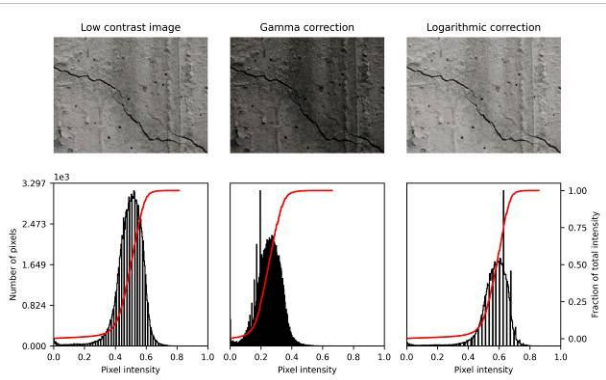 Low contrast image
Gamma correction
Logarithmic correction
1e3
3.297
2.473
1.649
0.824
0.000
Number of pixels
0.0 0.2 0.4 0.6 0.8 1.0
Pixel intensity
0.0 0.2 0.4 0.6 0.8 1.0
Pixel intensity
0.0 0.2 0.4 0.6 0.8 1.0
Pixel intensity
1.00
0.75
0.50
0.25
0.00
Fraction of total intensity